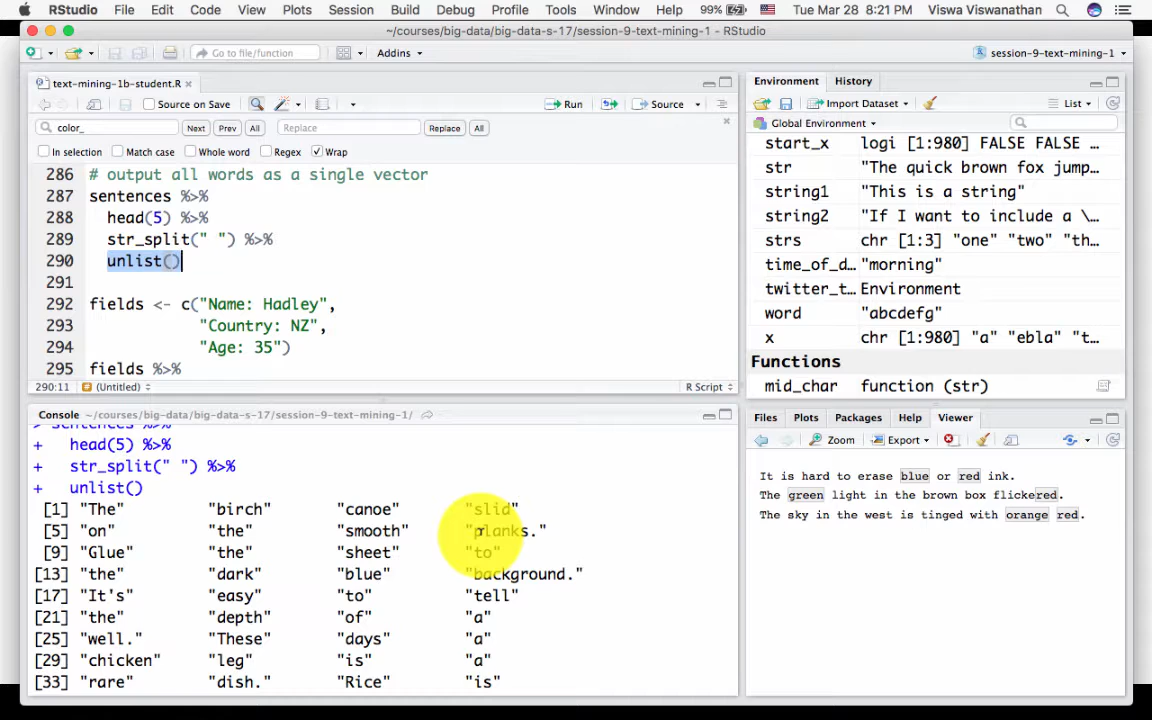 RStudio File Edit Code View Plots Session Build Debug Profile Tools Window Help 99% Tue Mar 28 8:21 PM Viswa Viswanathan
~/courses/big-data/big-data-s-17/session-9-text-mining-1 - RStudio
Go to file/function Addins session-9-text-mining-1
text-mining-1b-student.R
Source on Save Run Source
color_ Next Prev All Replace Replace All
In selection Match case Whole word Regex Wrap
286 # output all words as a single vector
287 sentences %>%
288 head(5) %>%
289 str_split(" ") %>%
290 unlist()
291
292 fields <- c("Name: Hadley",
293 "Country: NZ",
294 "Age: 35")
295 fields %>%
290:11 (Untitled) R Script
Console ~/courses/big-data/big-data-s-17/session-9-text-mining-1/
> sentences %>%
+ head(5) %>%
+ str_split(" ") %>%
+ unlist()
[1] "The" "birch" "canoe" "slid"
[5] "on" "the" "smooth" "planks."
[9] "Glue" "the" "sheet" "to"
[13] "the" "dark" "blue" "background."
[17] "It's" "easy" "to" "tell"
[21] "the" "depth" "of" "a"
[25] "well." "These" "days" "a"
[29] "chicken" "leg" "is" "a"
[33] "rare" "dish." "Rice" "is"
Environment History
Import Dataset List
Global Environment
start_x logi [1:980] FALSE FALSE …
str "The quick brown fox jump…
string1 "This is a string"
string2 "If I want to include a \…
strs chr [1:3] "one" "two" "th…
time_of_d… "morning"
twitter_t… Environment
word "abcdefg"
x chr [1:980] "a" "ebla" "t…
Functions
mid_char function (str)
Files Plots Packages Help Viewer
Zoom Export
It is hard to erase blue or red ink.
The green light in the brown box flickered.
The sky in the west is tinged with orange red.